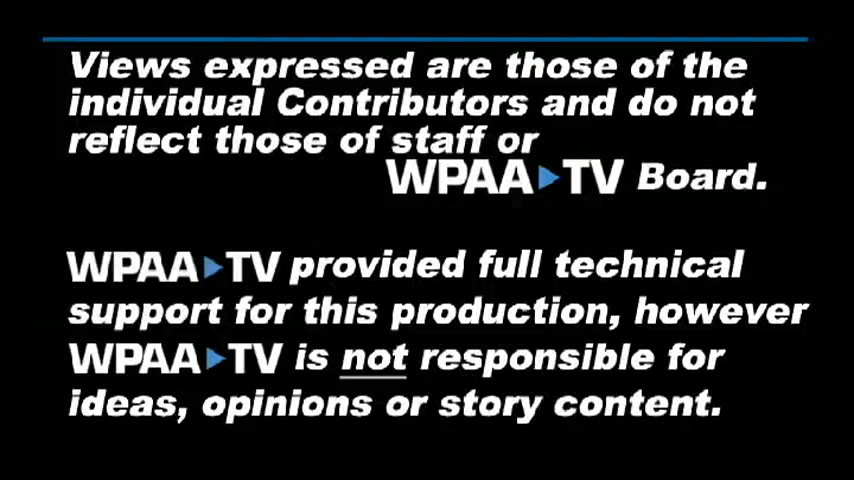 Views expressed are those of the
individual Contributors and do not
reflect those of staff or
WPAA TV Board.
WPAA TV provided full technical
support for this production, however
WPAA TV is not responsible for
ideas, opinions or story content.